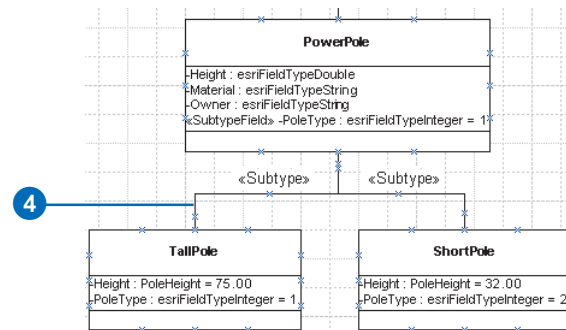 PowerPole
-Height : esriFieldTypeDouble
-Material : esriFieldTypeString
-Owner : esriFieldTypeString
«SubtypeField» -PoleType : esriFieldTypeInteger = 1
«Subtype» «Subtype»
4
TallPole
-Height : PoleHeight = 75.00
-PoleType : esriFieldTypeInteger = 1
ShortPole
-Height : PoleHeight = 32.00
-PoleType : esriFieldTypeInteger = 2